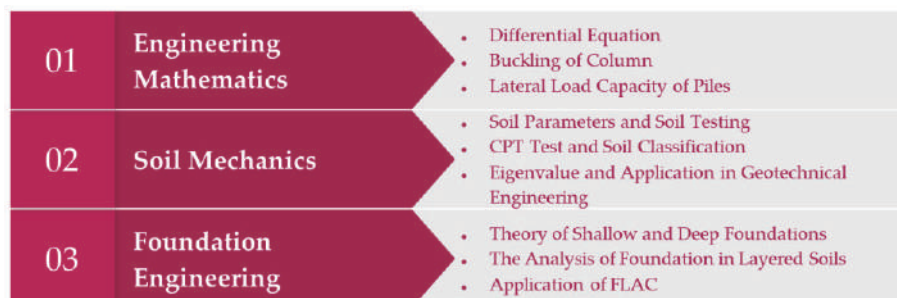 01
Engineering
Mathematics
• Differential Equation
• Buckling of Column
• Lateral Load Capacity of Piles
02
Soil Mechanics
• Soil Parameters and Soil Testing
• CPT Test and Soil Classification
• Eigenvalue and Application in Geotechnical
Engineering
03
Foundation
Engineering
• Theory of Shallow and Deep Foundations
• The Analysis of Foundation in Layered Soils
• Application of FLAC